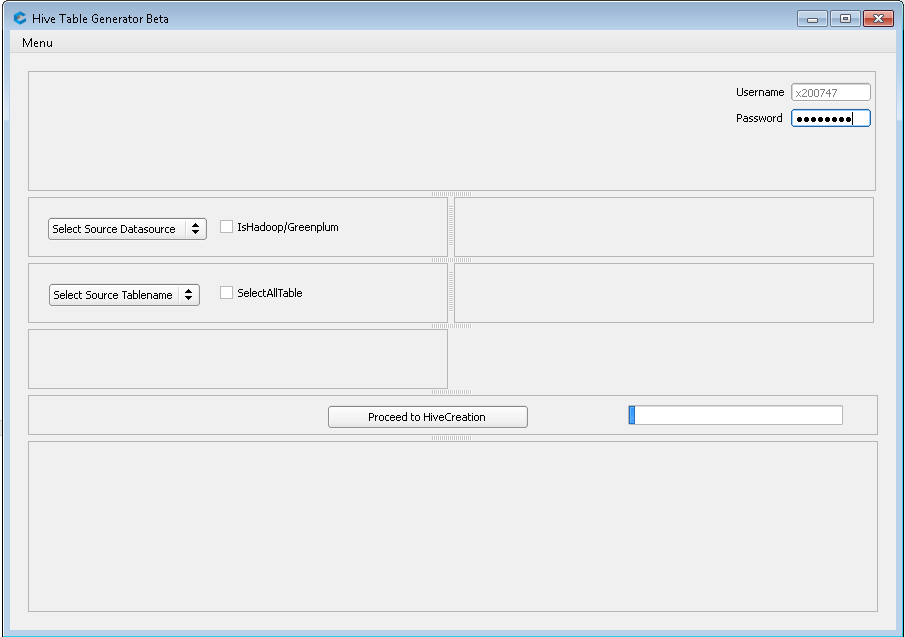 Hive Table Generator Beta
Menu
Username x200747
Password ●●●●●●●●
Select Source Datasource IsHadoop/Greenplum
Select Source Tablename SelectAllTable
Proceed to HiveCreation